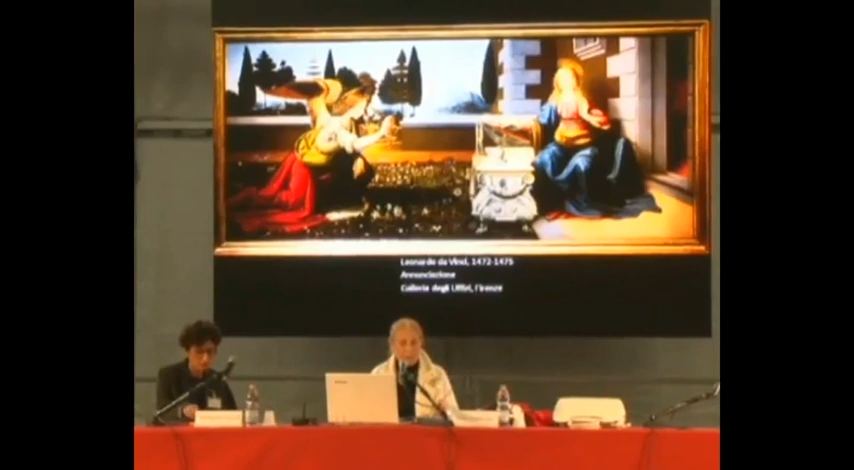 Leonardo da Vinci, 1472-1475
Annunciazione
Galleria degli Uffizi, Firenze